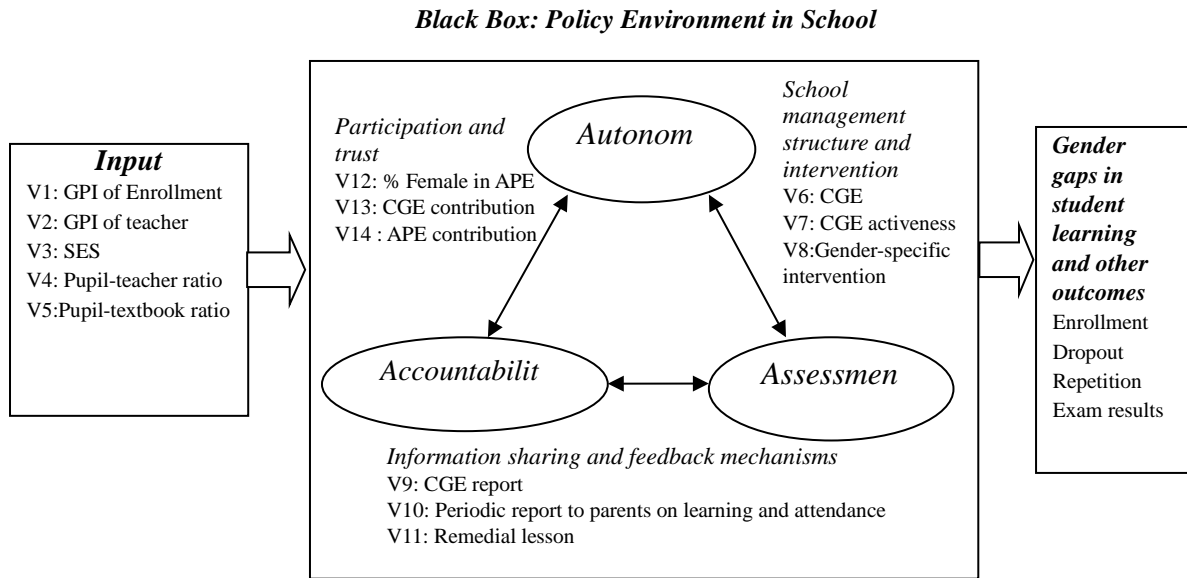 Black Box: Policy Environment in School
Input
V1: GPI of Enrollment
V2: GPI of teacher
V3: SES
V4: Pupil-teacher ratio
V5:Pupil-textbook ratio
Participation and
trust
V12: % Female in APE
V13: CGE contribution
V14 : APE contribution
Autonom
School
management
structure and
intervention
V6: CGE
V7: CGE activeness
V8:Gender-specific
intervention
Accountabilit
Assessmen
Information sharing and feedback mechanisms
V9: CGE report
V10: Periodic report to parents on learning and attendance
V11: Remedial lesson
Gender
gaps in
student
learning
and other
outcomes
Enrollment
Dropout
Repetition
Exam results